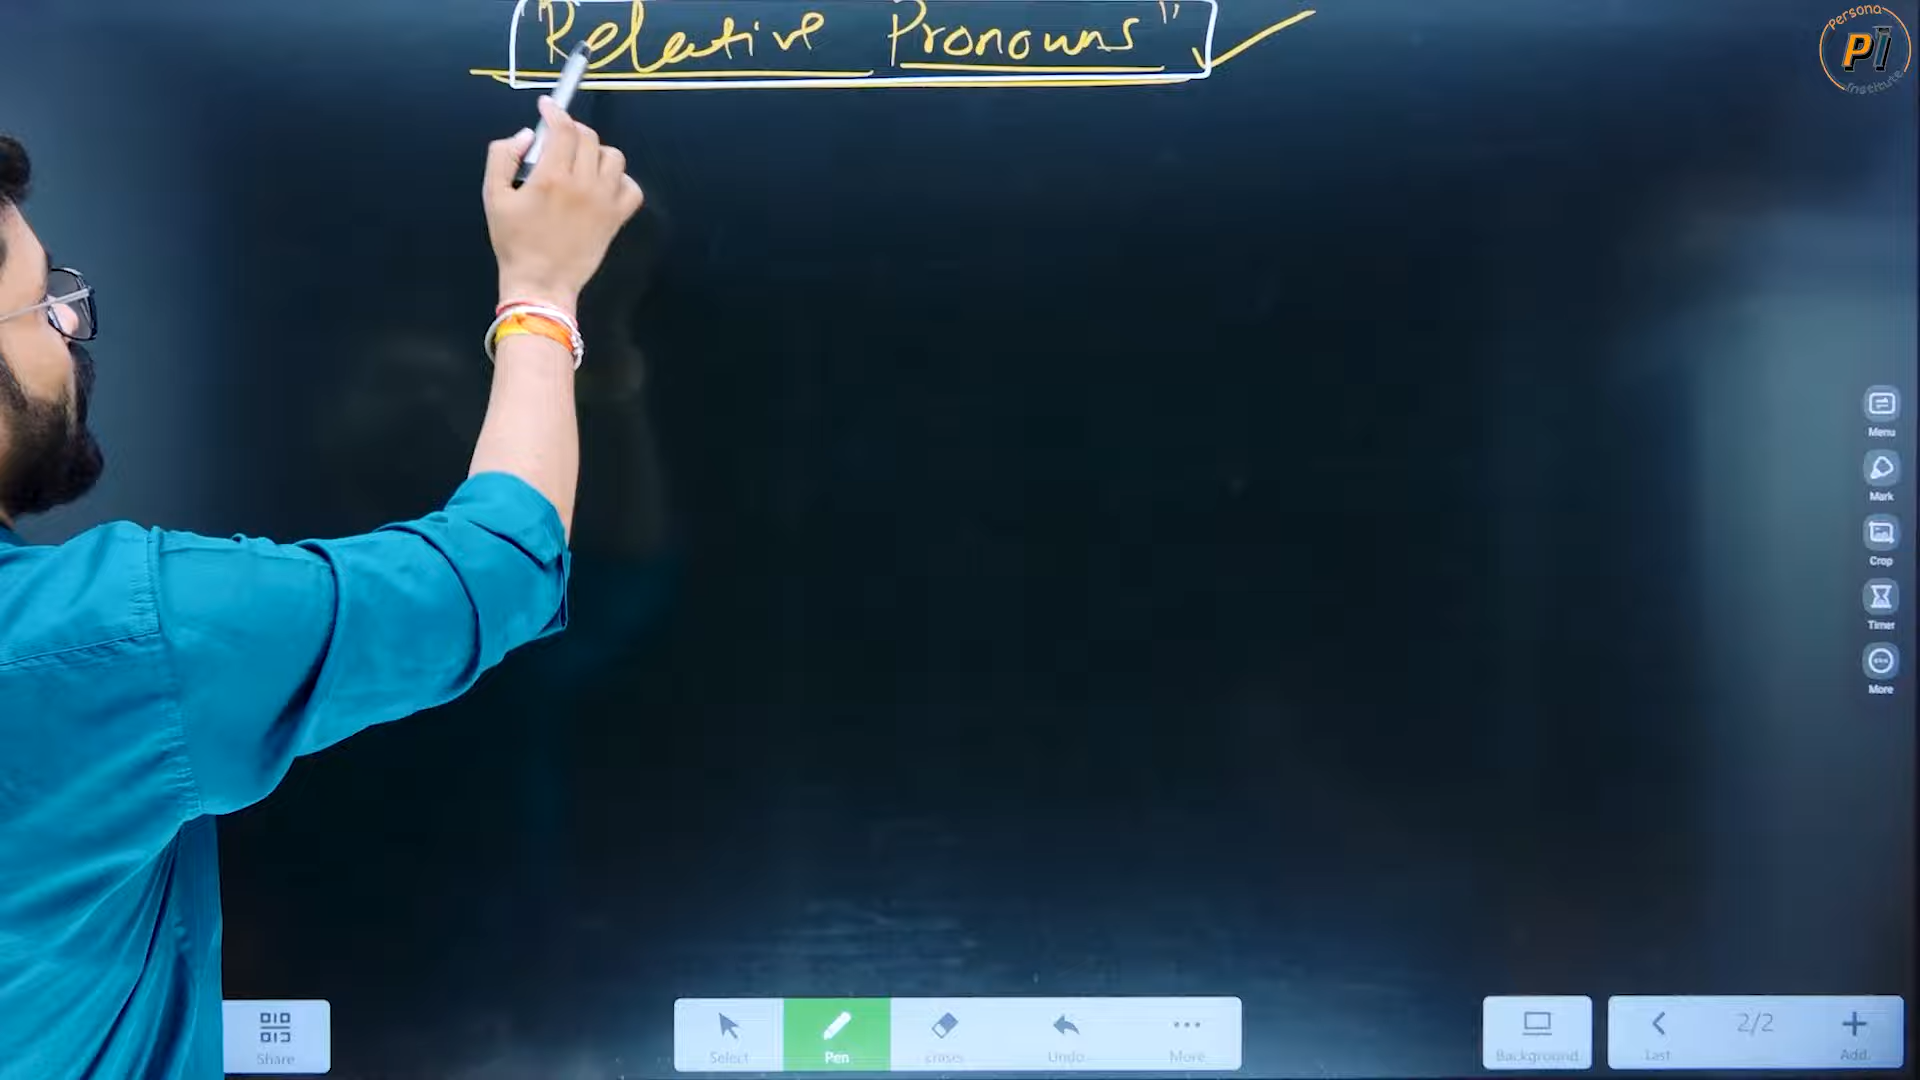 "Relative Pronouns"
Persona
PI
Institute
Menu
Mark
Crop
Timer
More
Share
Select
Pen
Eraser
Undo
More
Background
Last
2/2
Add